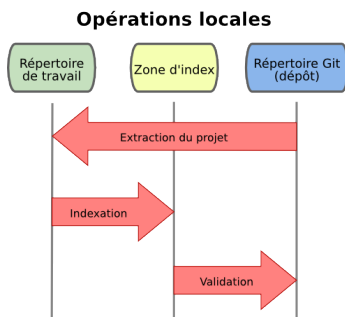 Opérations locales
Répertoire
de travail
Zone d'index
Répertoire Git
(dépôt)
Extraction du projet
Indexation
Validation